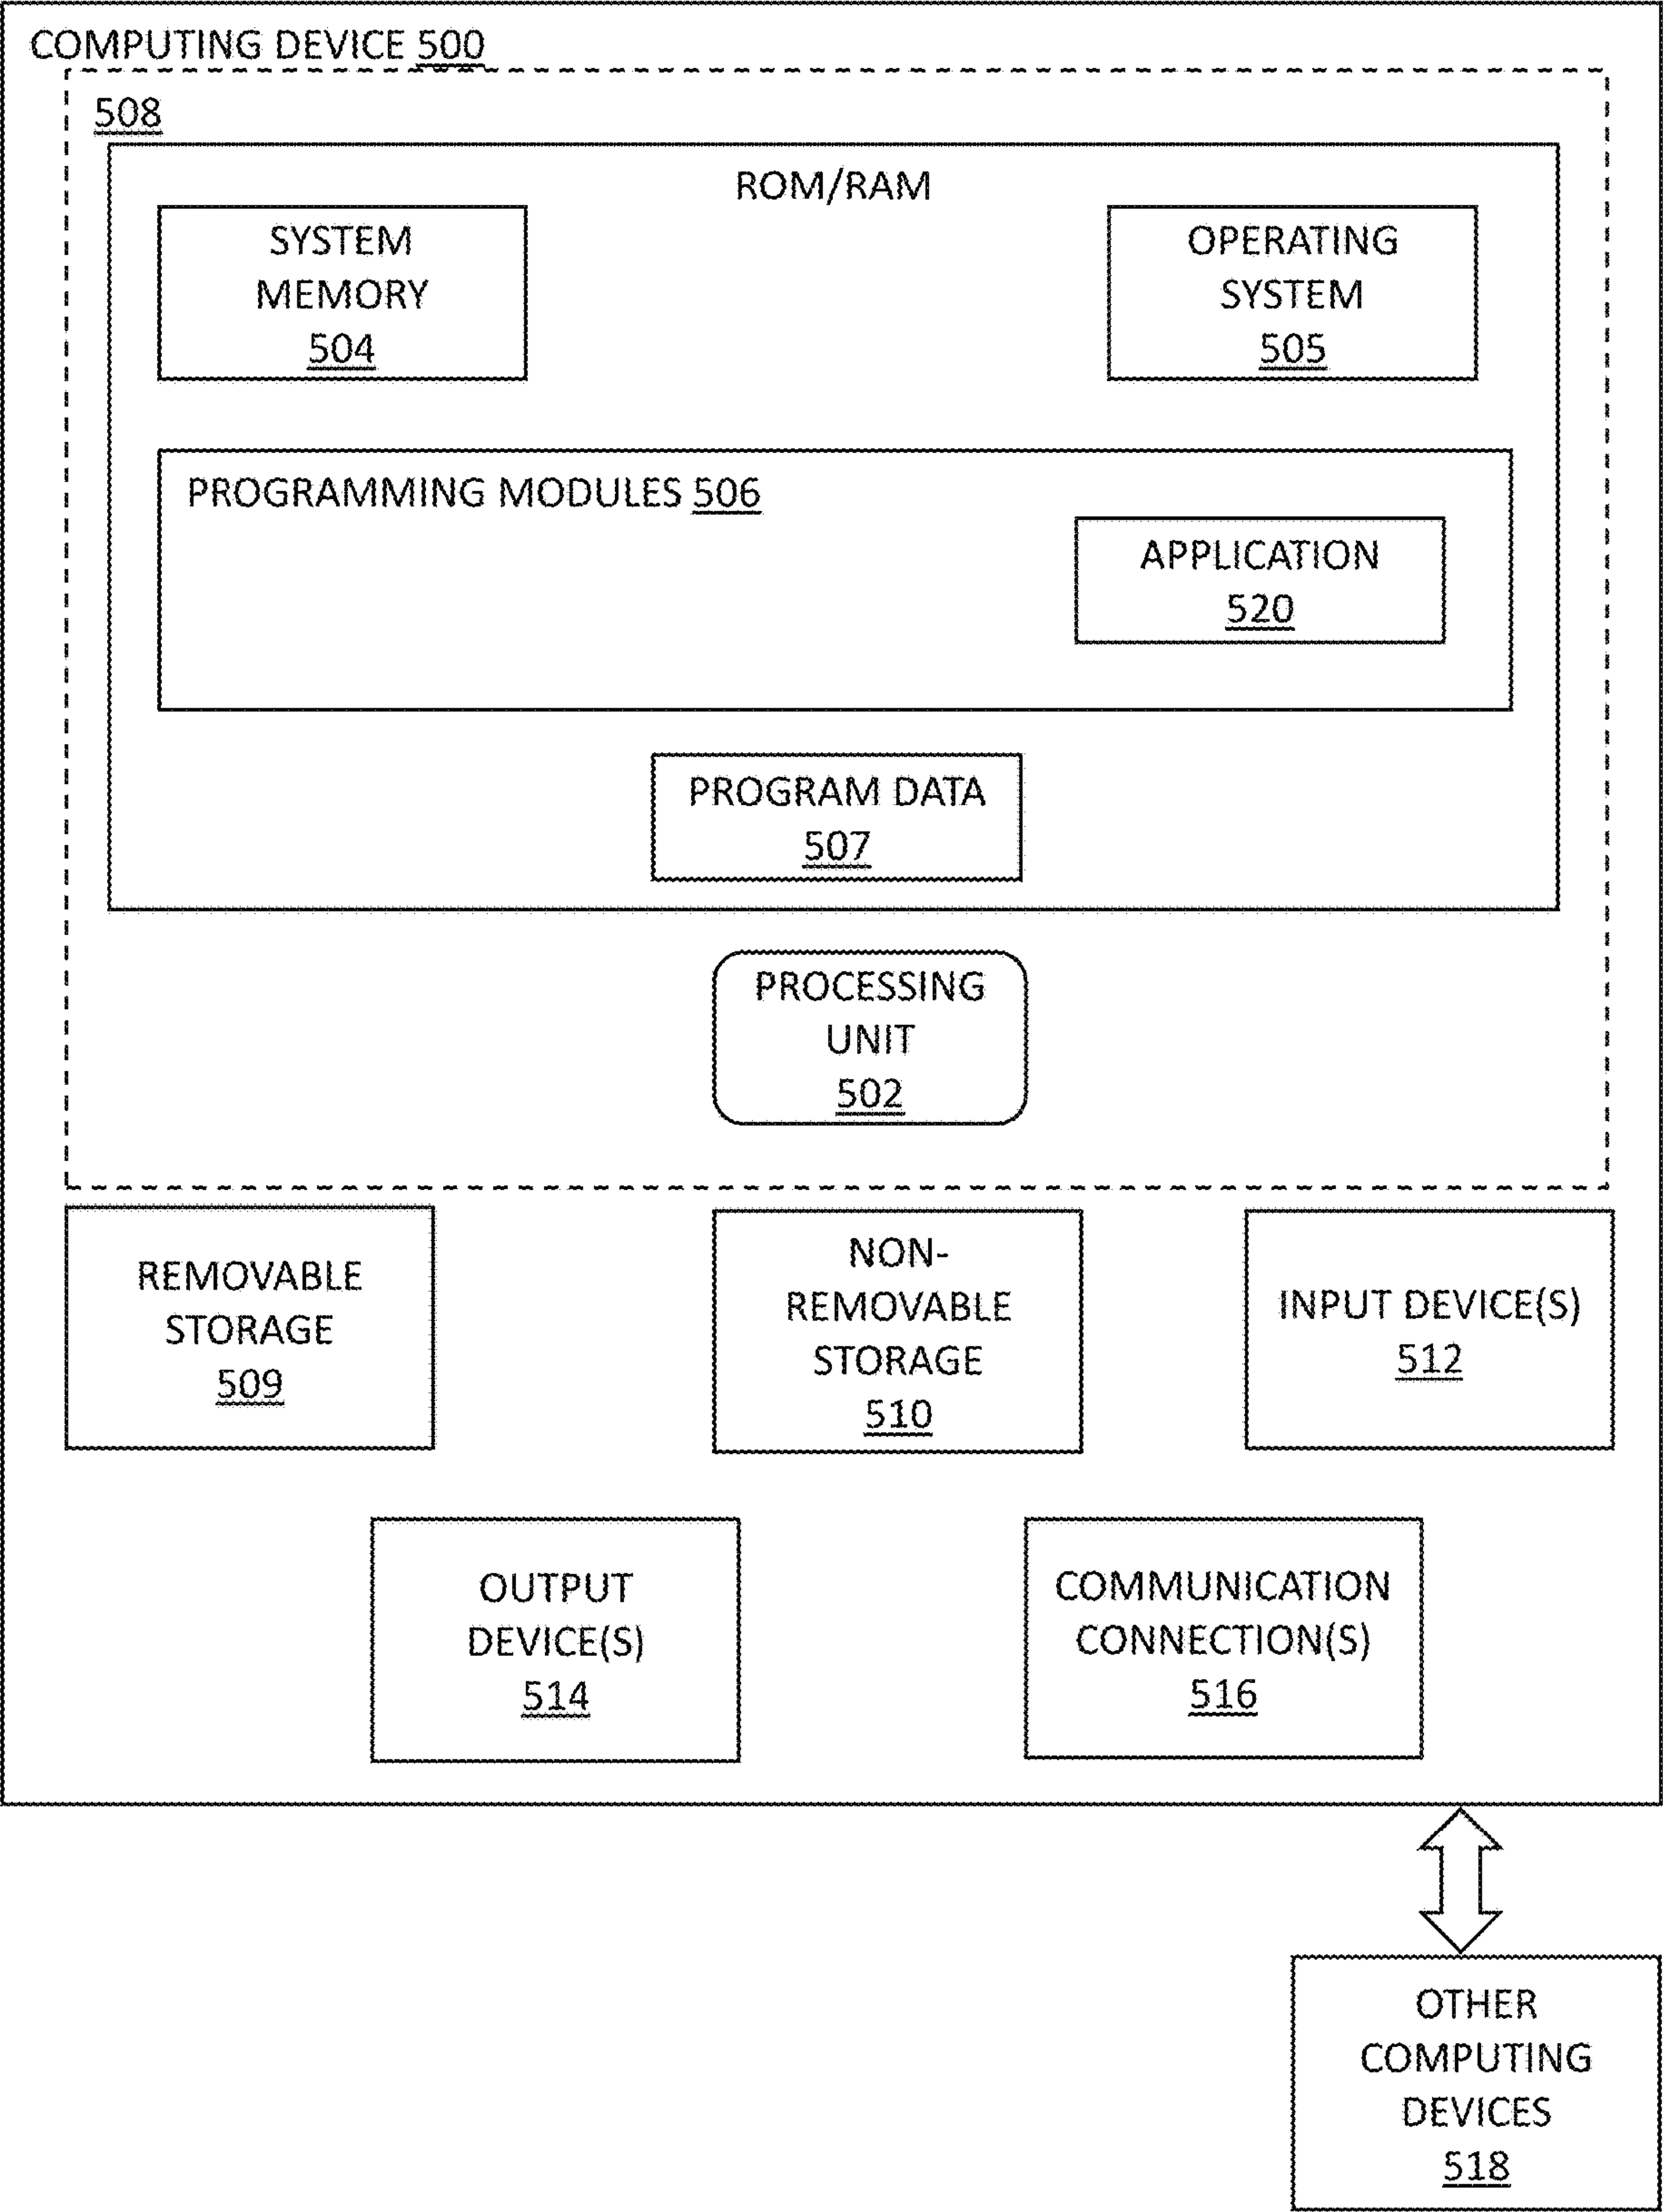 COMPUTING DEVICE 500
508
ROM/RAM
SYSTEM
MEMORY
504
OPERATING
SYSTEM
505
PROGRAMMING MODULES 506
APPLICATION
520
PROGRAM DATA
507
PROCESSING
UNIT
502
REMOVABLE
STORAGE
509
NON-
REMOVABLE
STORAGE
510
INPUT DEVICE(S)
512
OUTPUT
DEVICE(S)
514
COMMUNICATION
CONNECTION(S)
516
OTHER
COMPUTING
DEVICES
518